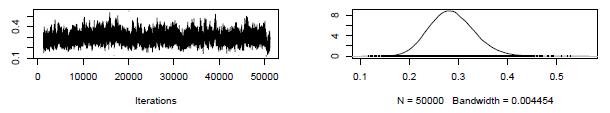 0.1 0.4
0 10000 20000 30000 40000 50000
Iterations
0 4 8
0.1 0.2 0.3 0.4 0.5
N = 50000 Bandwidth = 0.004454